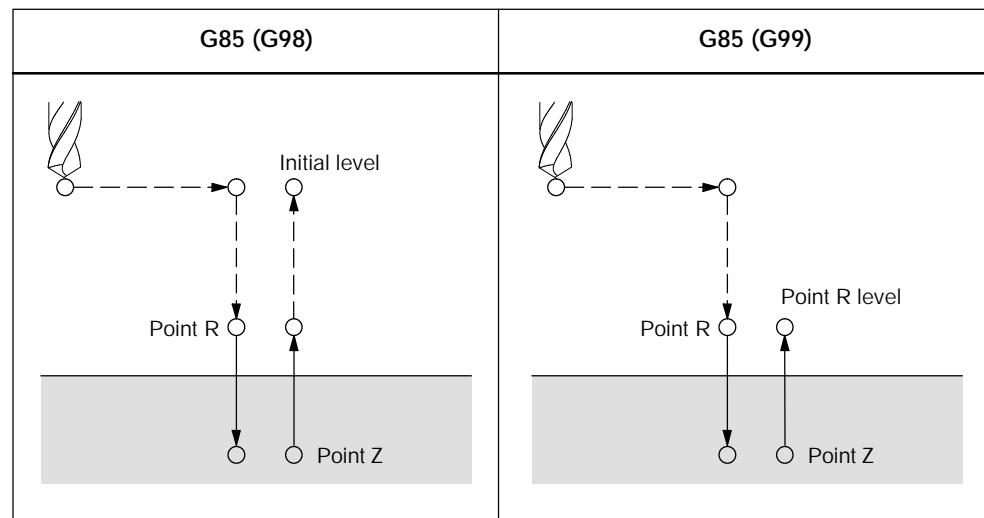 G85 (G98)
G85 (G99)
Initial level
Point R
Point Z
Point R level
Point R
Point Z